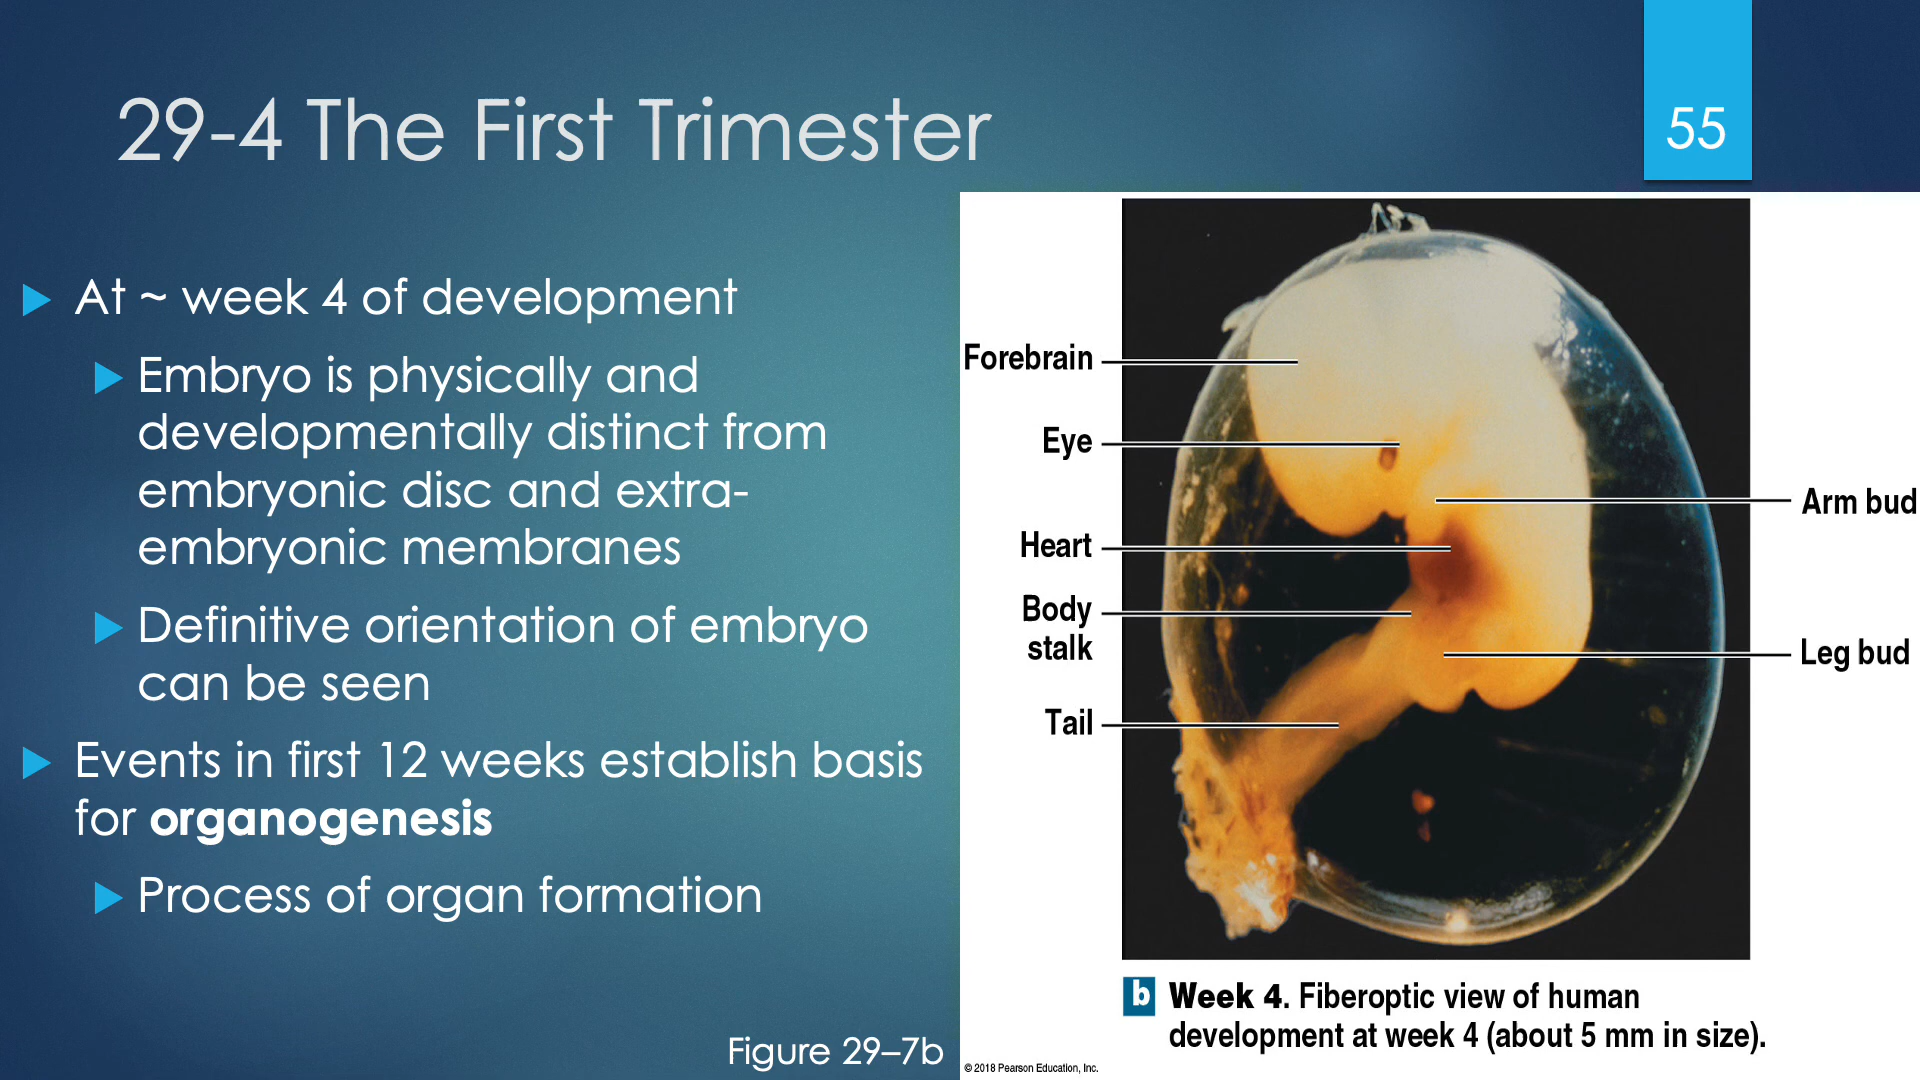 29-4 The First Trimester
55
At ~ week 4 of development
Embryo is physically and
developmentally distinct from
embryonic disc and extra-
embryonic membranes
Definitive orientation of embryo
can be seen
Events in first 12 weeks establish basis
for organogenesis
Process of organ formation
Figure 29–7b
Forebrain
Eye
Heart
Body
stalk
Tail
Arm bud
Leg bud
b Week 4. Fiberoptic view of human
development at week 4 (about 5 mm in size).
© 2018 Pearson Education, Inc.